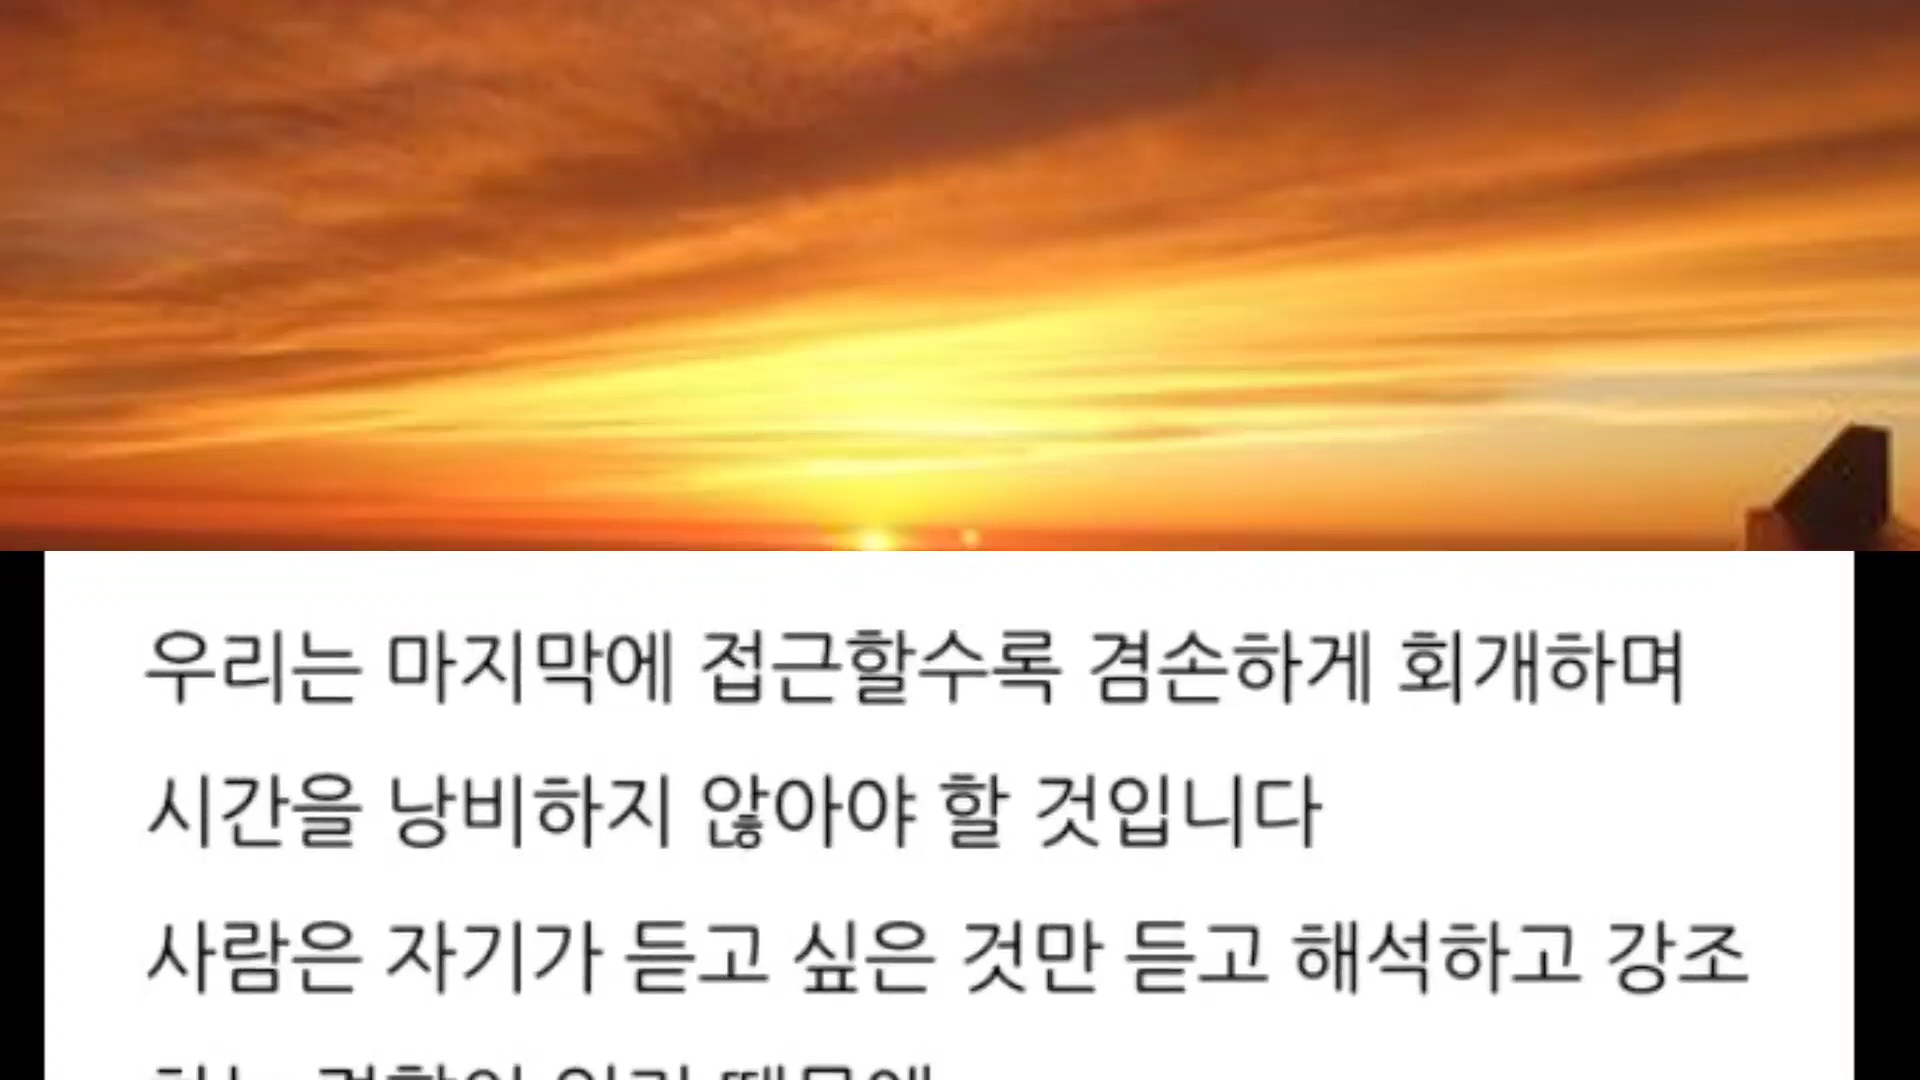 우리는 마지막에 접근할수록 겸손하게 회개하며
시간을 낭비하지 않아야 할 것입니다
사람은 자기가 듣고 싶은 것만 듣고 해석하고 강조